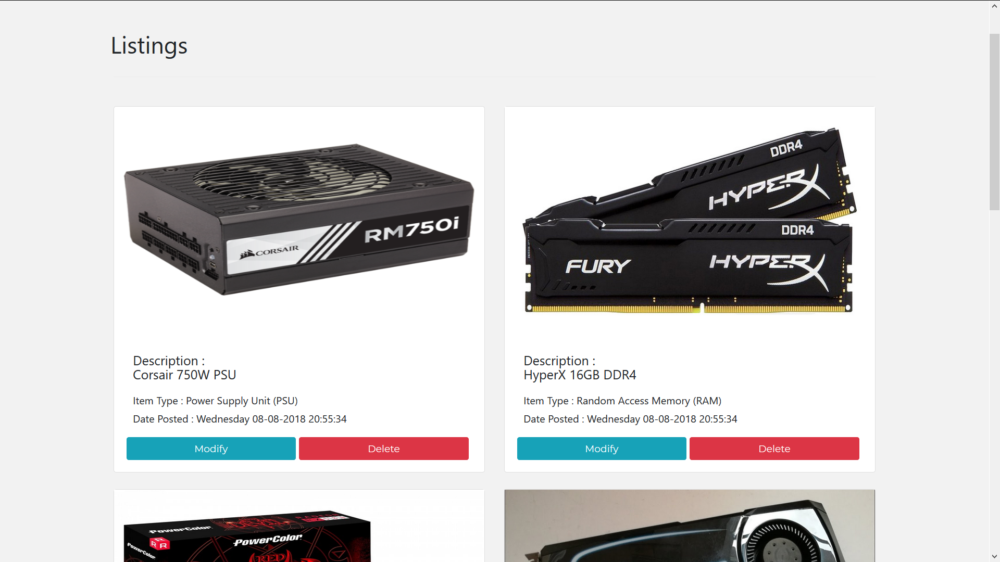 Listings
CORSAIR
RM750i
DDR4
HYPERX
DDR4
FURY
HYPERX
Description :
Corsair 750W PSU
Item Type : Power Supply Unit (PSU)
Date Posted : Wednesday 08-08-2018 20:55:34
Modify
Delete
Description :
HyperX 16GB DDR4
Item Type : Random Access Memory (RAM)
Date Posted : Wednesday 08-08-2018 20:55:34
Modify
Delete
PowerColor
RADEON
PowerColor
R R R
PowerColor
RED